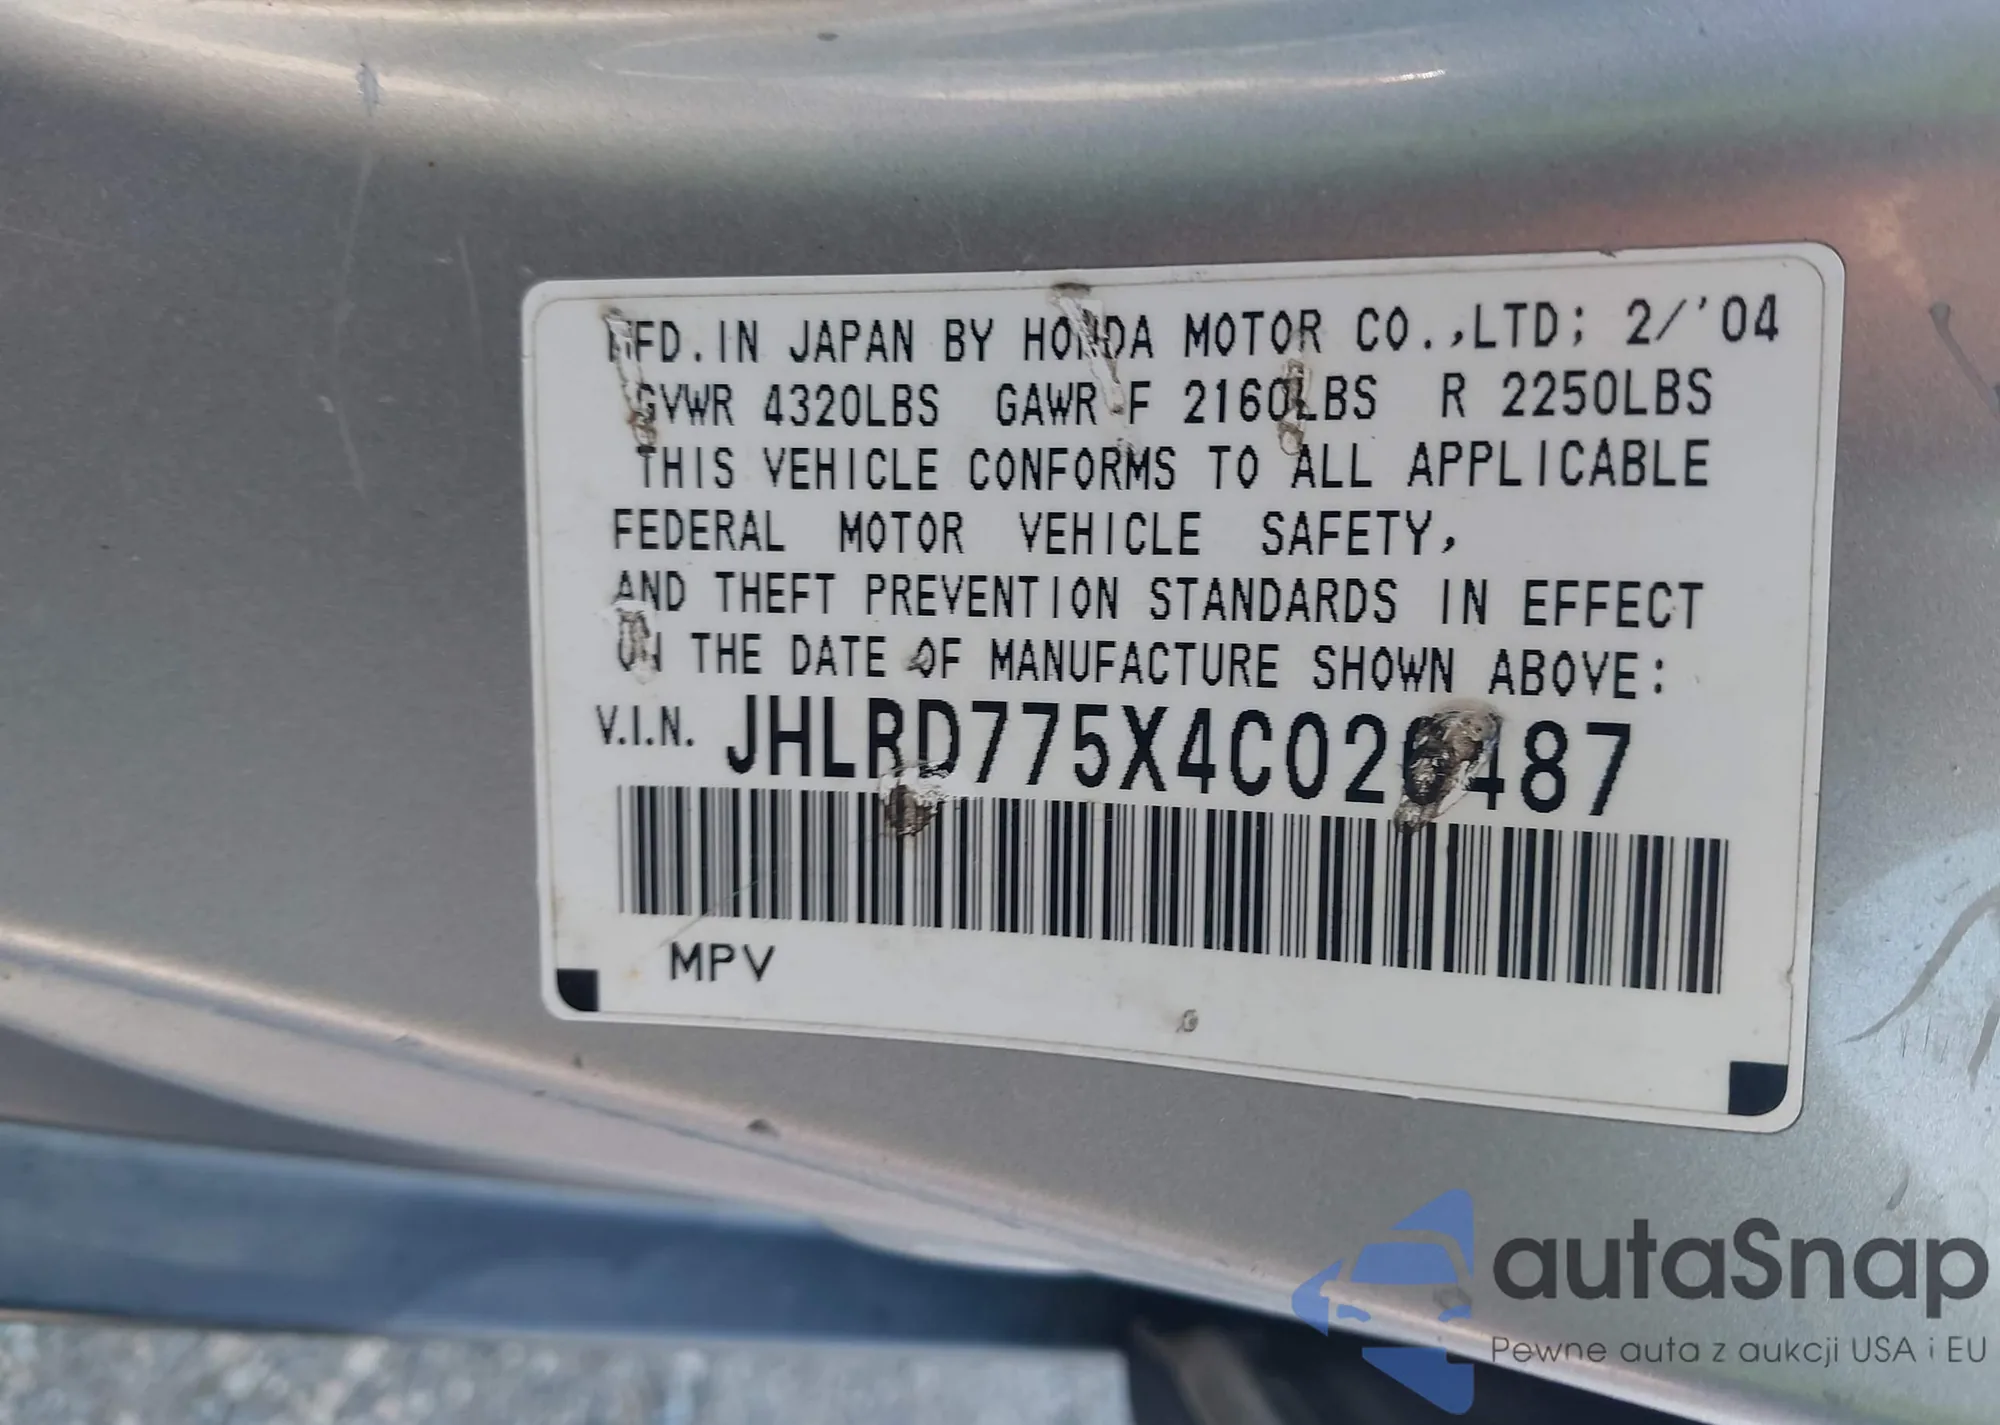 MFD. IN JAPAN BY HONDA MOTOR CO.,LTD; 2/'04
GVWR 4320LBS GAWR F 2160LBS R 2250LBS
THIS VEHICLE CONFORMS TO ALL APPLICABLE
FEDERAL MOTOR VEHICLE SAFETY,
AND THEFT PREVENTION STANDARDS IN EFFECT
ON THE DATE OF MANUFACTURE SHOWN ABOVE:
V.I.N. JHLRD775X4C026487
MPV
autaSnap
Pewne auta z aukcji USA i EU